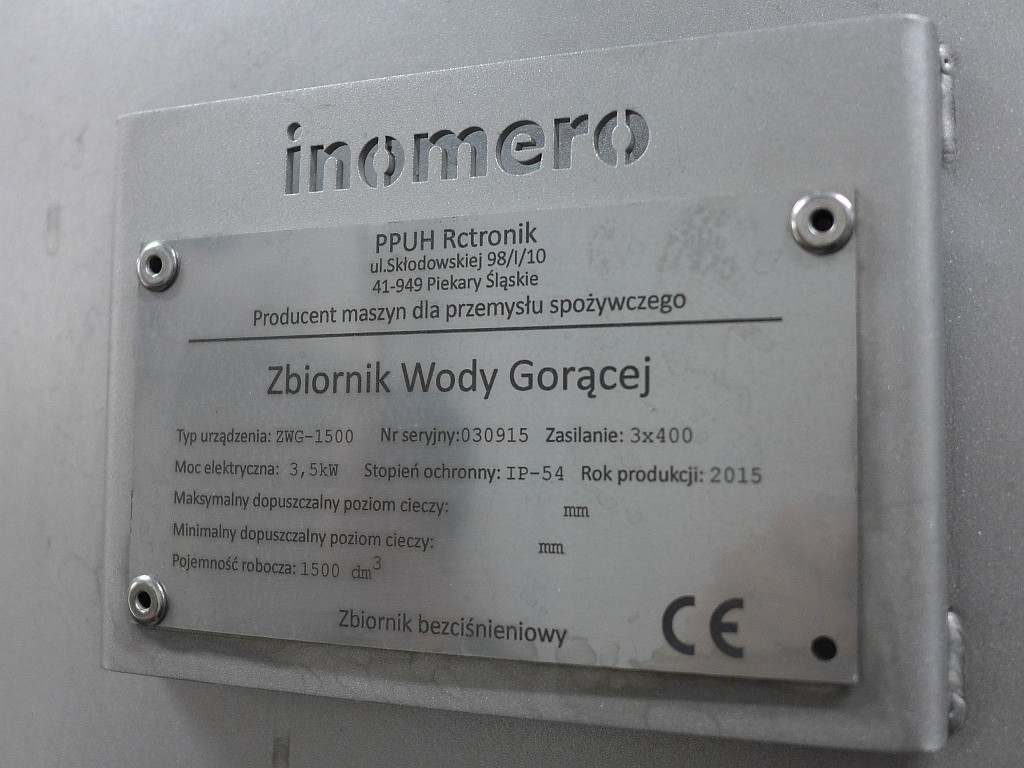 inomero
PPUH Rctronik
ul.Skłodowskiej 98/I/10
41-949 Piekary Śląskie
Producent maszyn dla przemysłu spożywczego
Zbiornik Wody Gorącej
Typ urządzenia: ZWG-1500 Nr seryjny:030915 Zasilanie: 3x400
Moc elektryczna: 3,5kW Stopień ochronny: IP-54 Rok produkcji: 2015
Maksymalny dopuszczalny poziom cieczy: mm
Minimalny dopuszczalny poziom cieczy: mm
Pojemność robocza: 1500 dm³
Zbiornik bezciśnieniowy CE